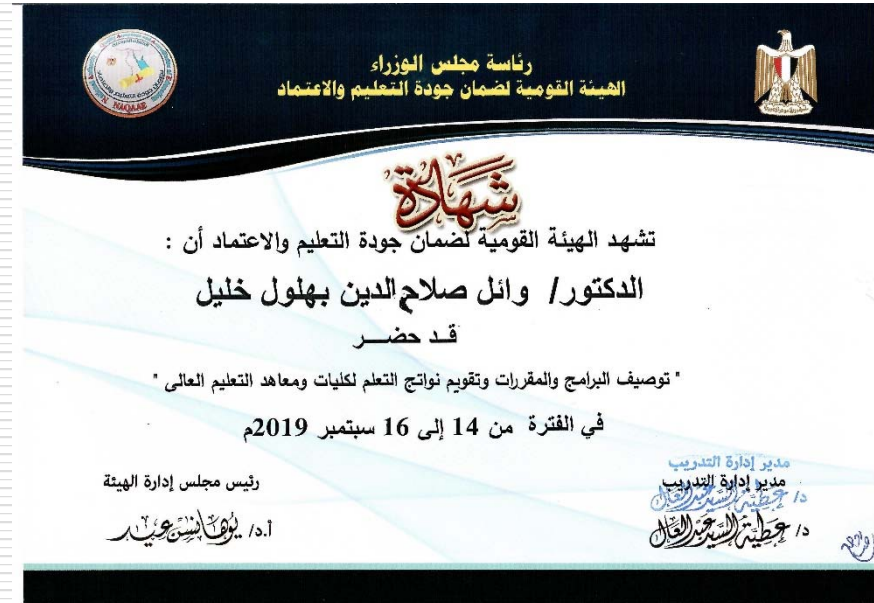 رئاسة مجلس الوزراء
الهيئة القومية لضمان جودة التعليم والاعتماد
NAQAAE
شهادة
تشهد الهيئة القومية لضمان جودة التعليم والاعتماد أن :
الدكتور/ وائل صلاح الدين بهلول خليل
قد حضـــر
" توصيف البرامج والمقررات وتقويم نواتج التعلم لكليات ومعاهد التعليم العالى "
في الفترة من 14 إلى 16 سبتمبر 2019م
مدير إدارة التدريب
مدير إدارة التدريب
د/ عطية السيد عبد العال
د/ عطية السيد عبد العال
رئيس مجلس إدارة الهيئة
أ.د/ يوهانسن عيد